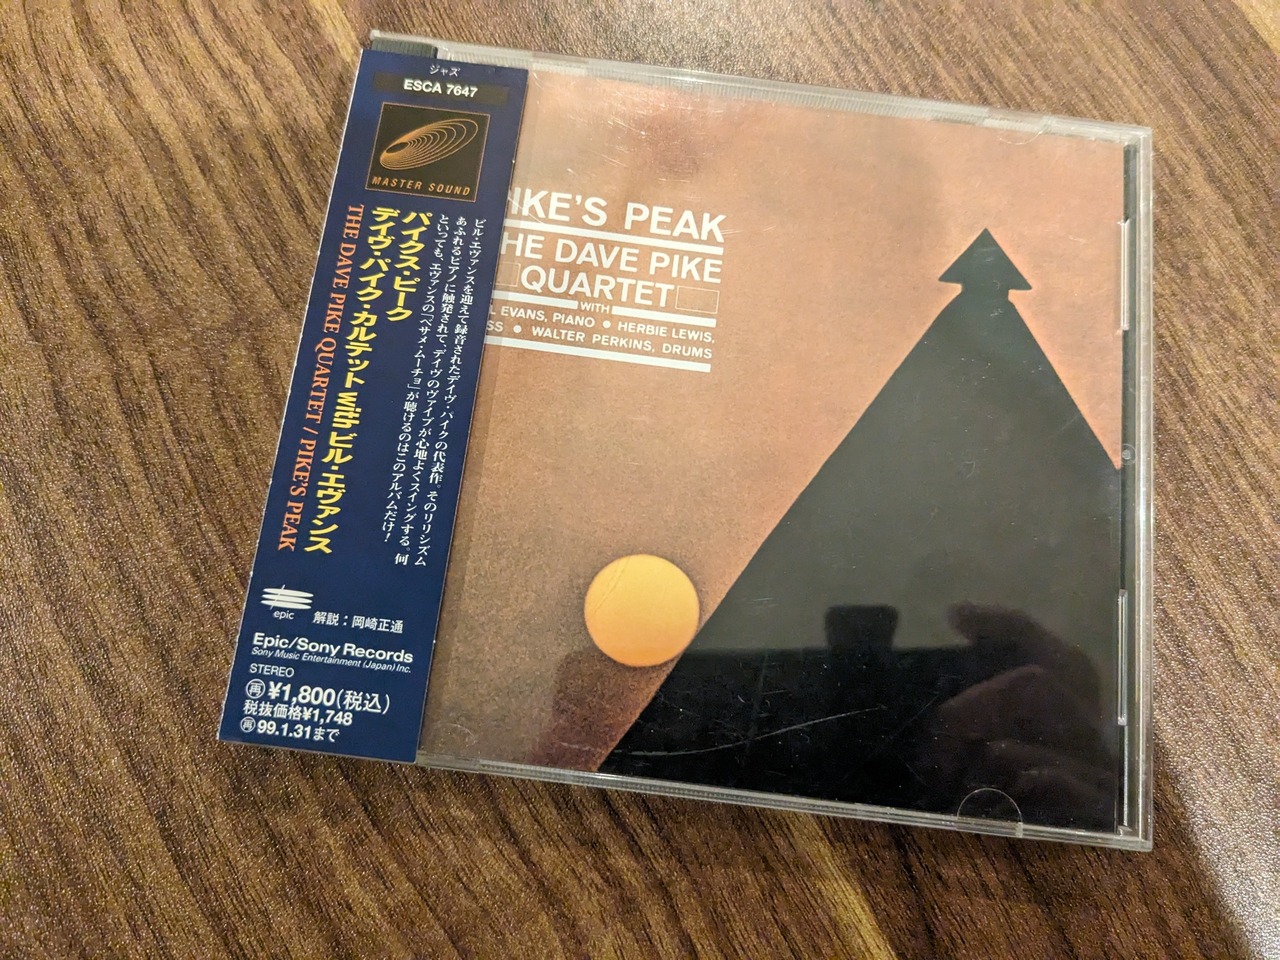 ジャズ
ESCA 7647
MASTER SOUND
ビル・エヴァンスを迎えて録音されたデイヴ・パイクの代表作。そのリリシズム
あふれるピアノに触発されて、デイヴのヴァイブが心地よくスイングする。何
といっても、エヴァンスの「ベサメ・ムーチョ」が聴けるのはこのアルバムだけ!
パイクス・ピーク
デイヴ・パイク・カルテット with ビル・エヴァンス
THE DAVE PIKE QUARTET / PIKE'S PEAK
epic
解説:岡崎正通
Epic/Sony Records
Sony Music Entertainment (Japan) Inc.
STEREO
再 ¥1,800(税込)
税抜価格¥1,748
再 99.1.31まで
IKE'S PEAK
HE DAVE PIKE
QUARTET
WITH
L EVANS, PIANO • HERBIE LEWIS,
SS • WALTER PERKINS, DRUMS